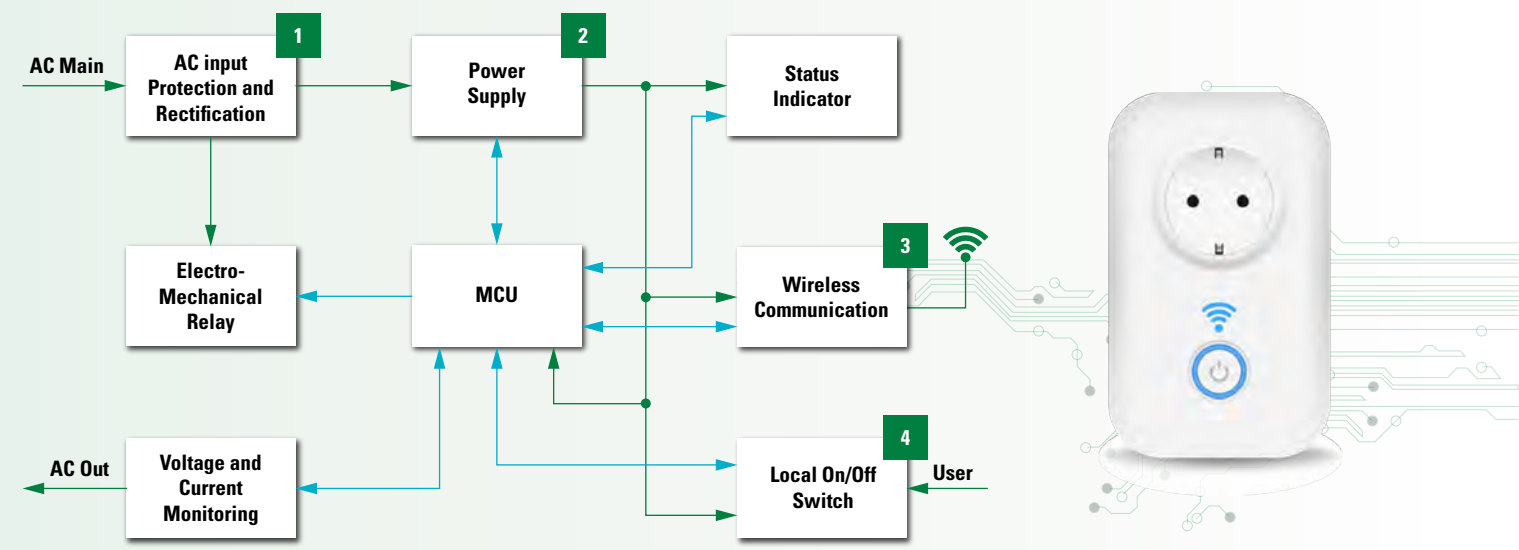 1
AC Main
AC input
Protection and
Rectification
2
Power
Supply
Status
Indicator
Electro-
Mechanical
Relay
MCU
3
Wireless
Communication
AC Out
Voltage and
Current
Monitoring
4
Local On/Off
Switch
User